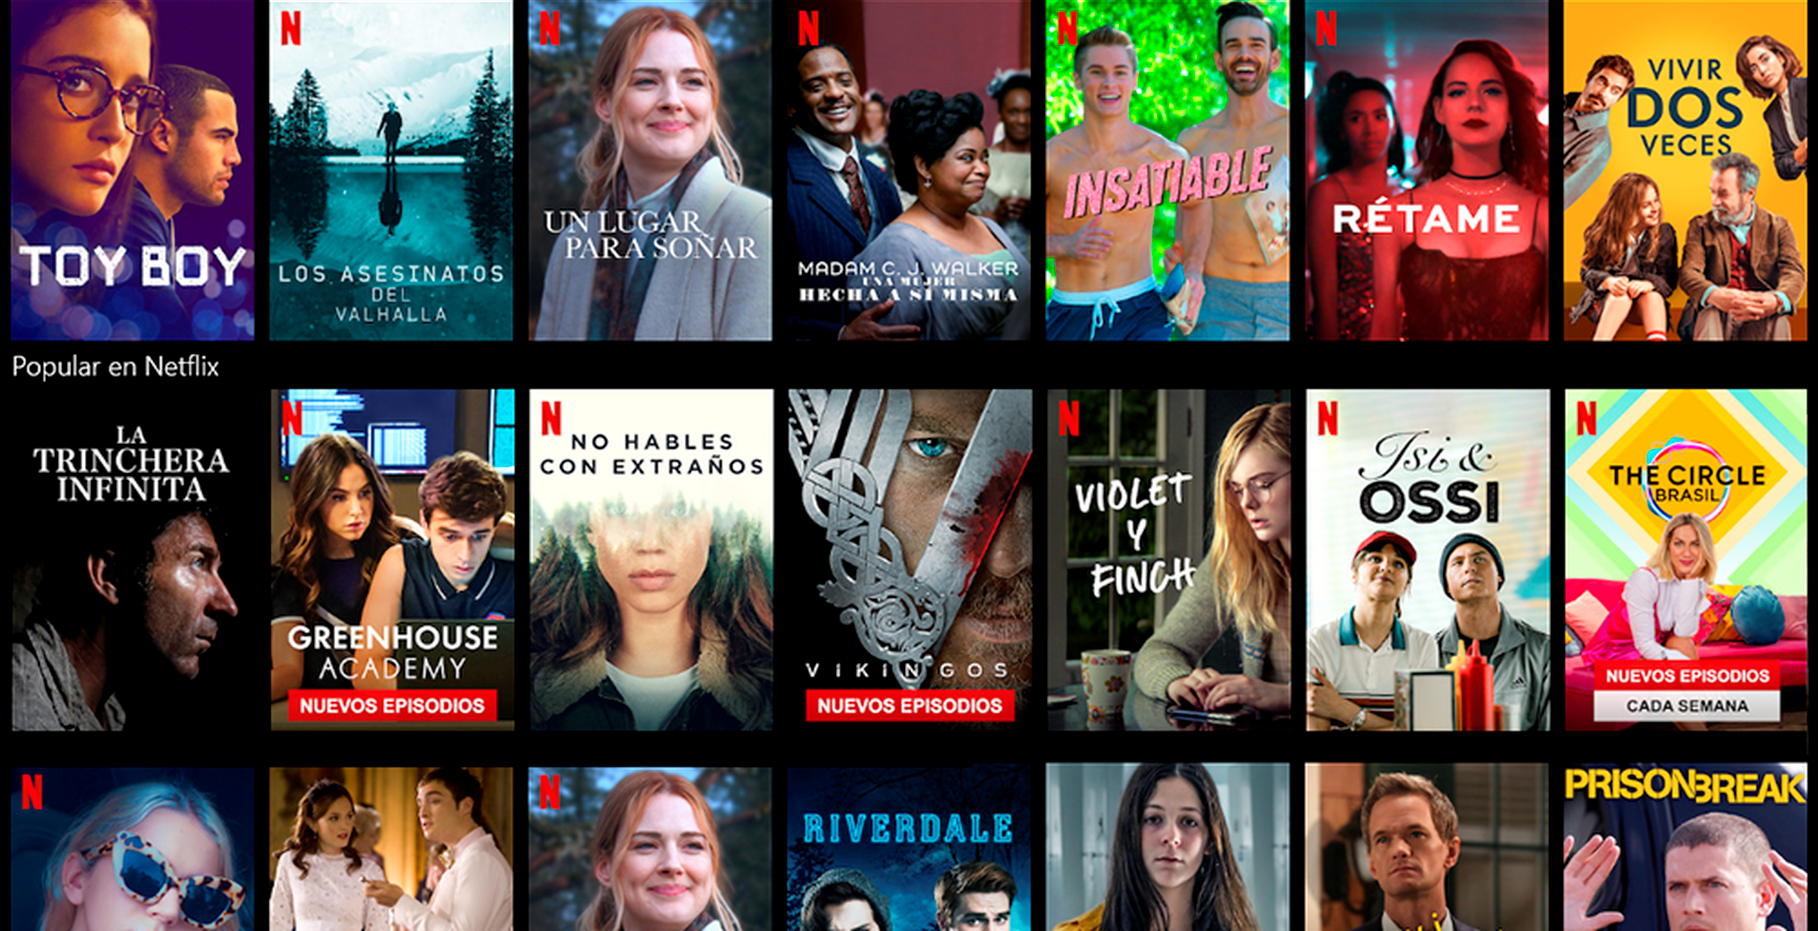 TOY BOY
LOS ASESINATOS
DEL
VALHALLA
UN LUGAR
PARA SOÑAR
MADAM C. J. WALKER
UNA MUJER
HECHA A SÍ MISMA
INSATIABLE
RÉTAME
VIVIR
DOS
VECES
Popular en Netflix
LA
TRINCHERA
INFINITA
GREENHOUSE
ACADEMY
NUEVOS EPISODIOS
NO HABLES
CON EXTRAÑOS
VIKINGOS
NUEVOS EPISODIOS
VIOLET
Y
FINCH
Isi &
OSSI
THE CIRCLE
BRASIL
NUEVOS EPISODIOS
CADA SEMANA
RIVERDALE
PRISON BREAK